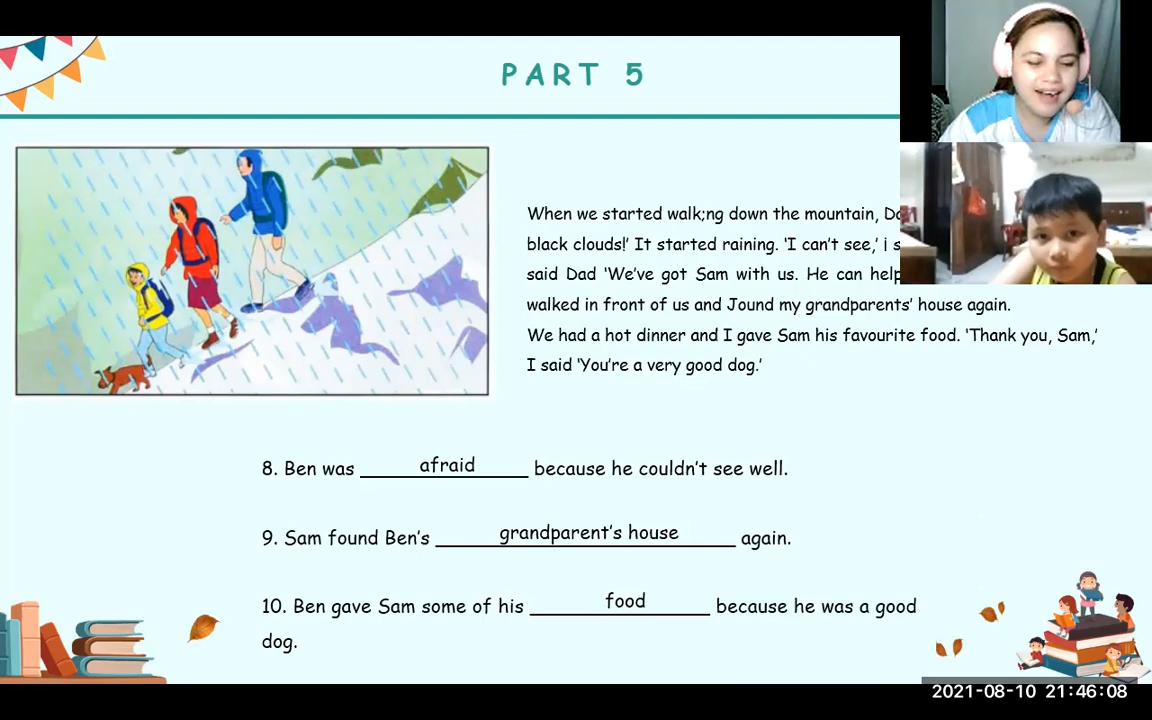 PART 5
When we started walk;ng down the mountain,
black clouds!' It started raining. 'I can't see,' i
said Dad 'We've got Sam with us. He can help
walked in front of us and Jound my grandparents' house again.
We had a hot dinner and I gave Sam his favourite food. 'Thank you, Sam,'
I said 'You're a very good dog.'
8. Ben was afraid because he couldn't see well.
9. Sam found Ben's grandparent's house again.
10. Ben gave Sam some of his food because he was a good
dog.
2021-08-10 21:46:08